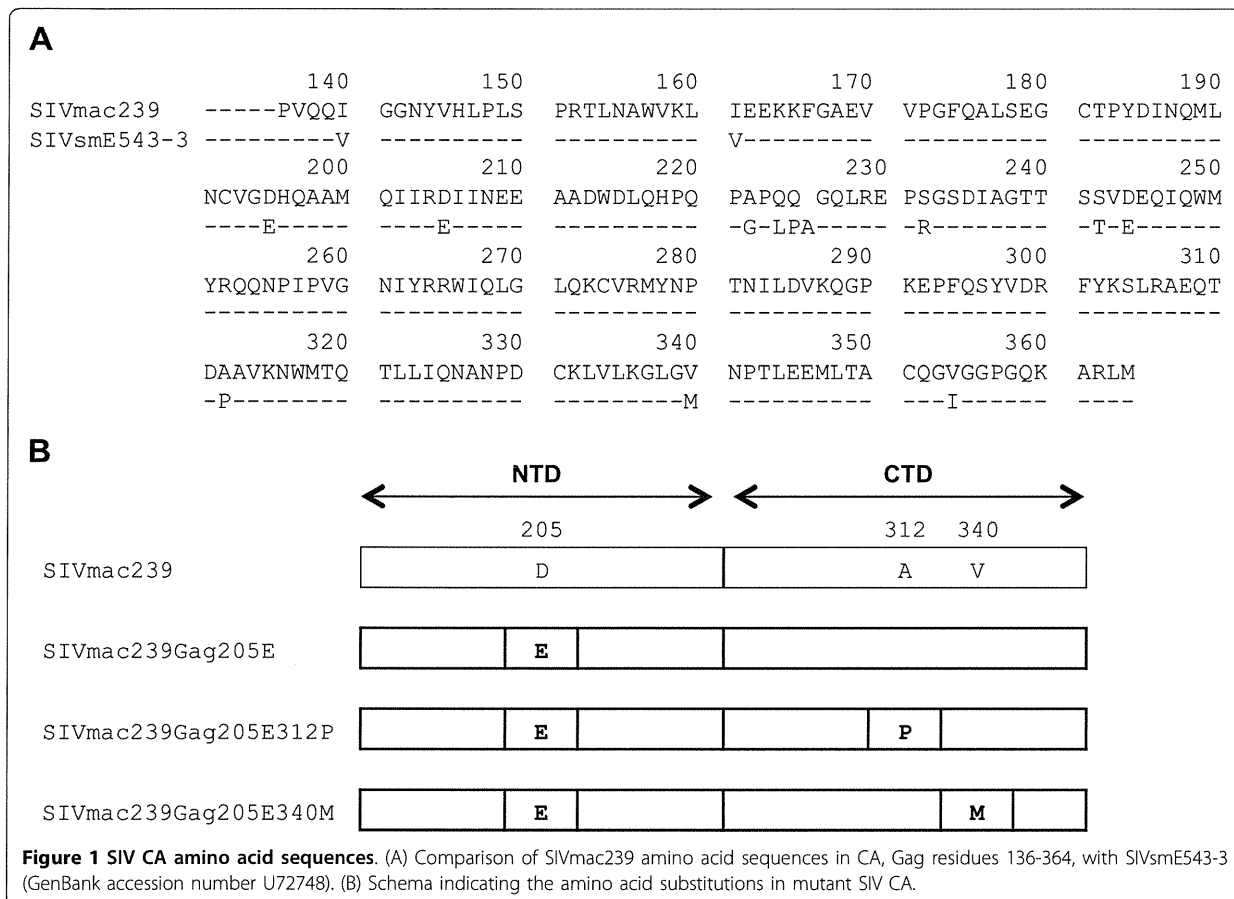 A
140 150 160 170 180 190
SIVmac239 -----PVQQI GGNYVHLPLS PRTLNAWVKL IEEKKFGAEV VPGFQALSEG CTPYDINQML
SIVsmE543-3 ---------V ---------- ---------- V--------- ---------- ----------
200 210 220 230 240 250
NCVGDHQAAM QIIRDIINEE AADWDLQHPQ PAPQQ GQLRE PSGSDIAGTT SSVDEQIQWM
----E----- ----E----- ---------- -G-LPA----- -R-------- -T-E------
260 270 280 290 300 310
YRQQNPIPVG NIYRRWIQLG LQKCVRMYNP TNILDVKQGP KEPFQSYVDR FYKSLRAEQT
---------- ---------- ---------- ---------- ---------- ----------
320 330 340 350 360
DAAVKNWMTQ TLLIQNANPD CKLVLKGLGV NPTLEEMLTA CQGVGGPGQK ARLM
-P-------- ---------- ---------M ---------- ---I------ ----
B
NTD CTD
205 312 340
SIVmac239 D A V
SIVmac239Gag205E E
SIVmac239Gag205E312P E P
SIVmac239Gag205E340M E M
Figure 1 SIV CA amino acid sequences. (A) Comparison of SIVmac239 amino acid sequences in CA, Gag residues 136-364, with SIVsmE543-3
(GenBank accession number U72748). (B) Schema indicating the amino acid substitutions in mutant SIV CA.